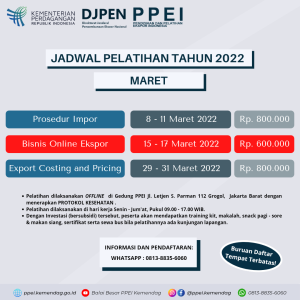 KEMENTERIAN
PERDAGANGAN
REPUBLIK INDONESIA
DJPEN
PPEI
JADWAL PELATIHAN TAHUN 2022
MARET
Prosedur Impor 8 - 11 Maret 2022 Rp. 800.000
Bisnis Online Ekspor 15 - 17 Maret 2022 Rp. 600.000
Export Costing and Pricing 29 - 31 Maret 2022 Rp. 800.000
• Pelatihan dilaksanakan OFFLINE di Gedung PPEI Jl. Letjen S. Parman 112 Grogol, Jakarta Barat dengan
menerapkan PROTOKOL KESEHATAN .
• Pelatihan dilaksanakan di hari kerja Senin - Jum'at, Pukul 09.00 - 17.00 WIB.
• Dengan Investasi (bersubsidi) tersebut, peserta akan mendapatkan training kit, makalah, snack pagi - sore
& makan siang, sertifikat serta sewa bus bila pelatihannya ada kunjungan lapangan.
INFORMASI DAN PENDAFTARAN:
WHATSAPP : 0813-8835-6060
Buruan Daftar
Tempat Terbatas!
ppei.kemendag.go.id
Balai Besar PPEI Kemendag
@ppei.kemendag
0813-8835-6060